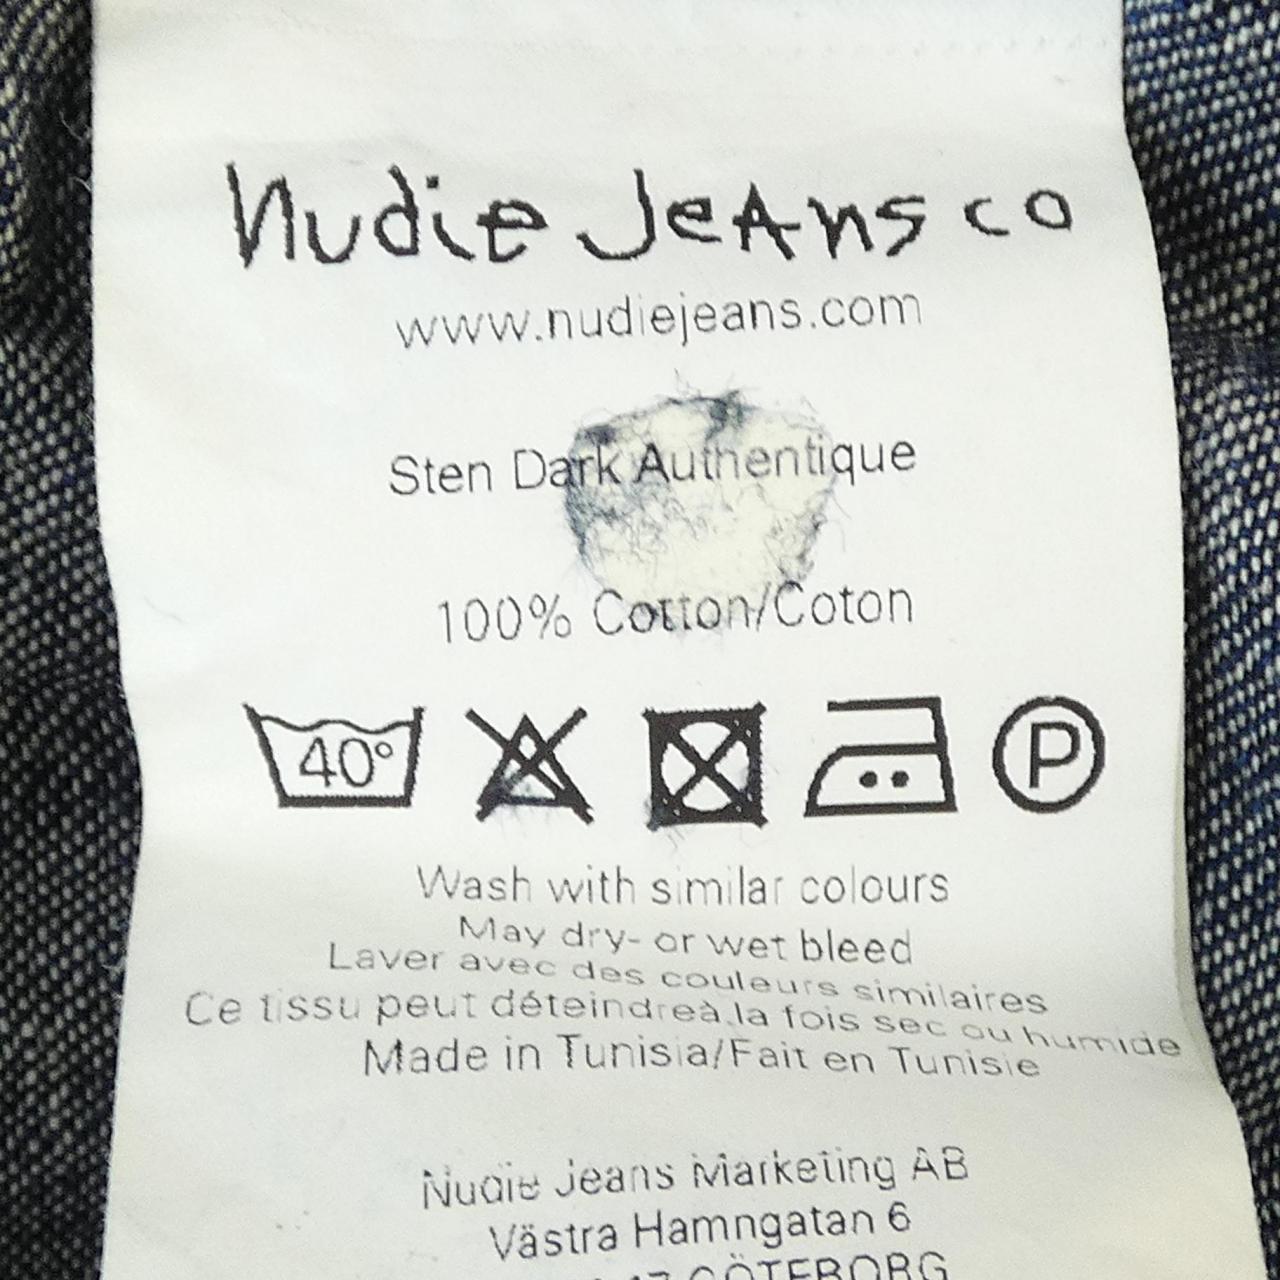 nudie JeAns co
www.nudiejeans.com
Sten Dark Authentique
100% Cotton/Coton
40°
P
Wash with similar colours
May dry- or wet bleed
Laver avec des couleurs similaires
Ce tissu peut déteindreà la fois sec ou humide
Made in Tunisia/Fait en Tunisie
Nudie Jeans Marketing AB
Västra Hamngatan 6
GÖTEBORG